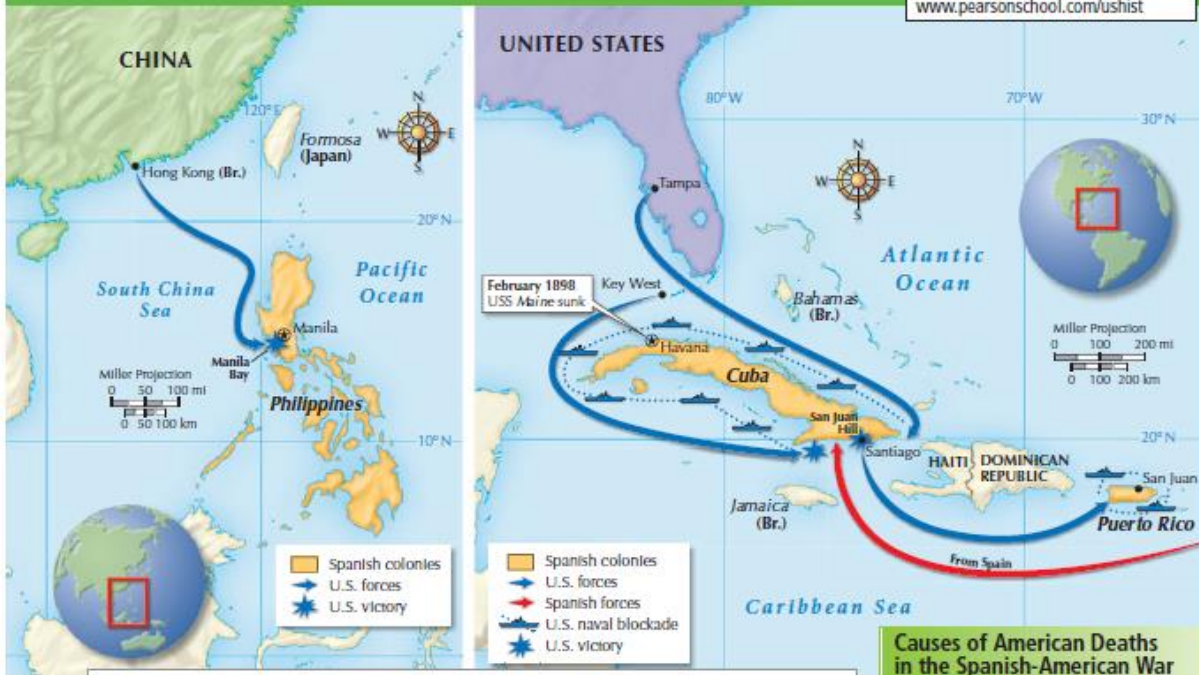 www.pearsonschool.com/ushist
CHINA
120°E
Formosa
(Japan)
N
W
E
S
Hong Kong (Br.)
20°N
South China
Sea
Pacific
Ocean
Manila
Manila
Bay
Miller Projection
0 50 100 mi
0 50 100 km
Philippines
10°N
Spanish colonies
U.S. forces
U.S. victory
UNITED STATES
80°W
70°W
30°N
N
W
E
S
Tampa
Atlantic
Ocean
February 1898
USS Maine sunk
Key West
Bahamas
(Br.)
Miller Projection
0 100 200 mi
0 100 200 km
Havana
Cuba
San Juan
Hill
Santiago
20°N
HAITI
DOMINICAN
REPUBLIC
San Juan
Jamaica
(Br.)
Puerto Rico
From Spain
Caribbean Sea
Spanish colonies
U.S. forces
Spanish forces
U.S. naval blockade
U.S. victory
Causes of American Deaths
in the Spanish-American War